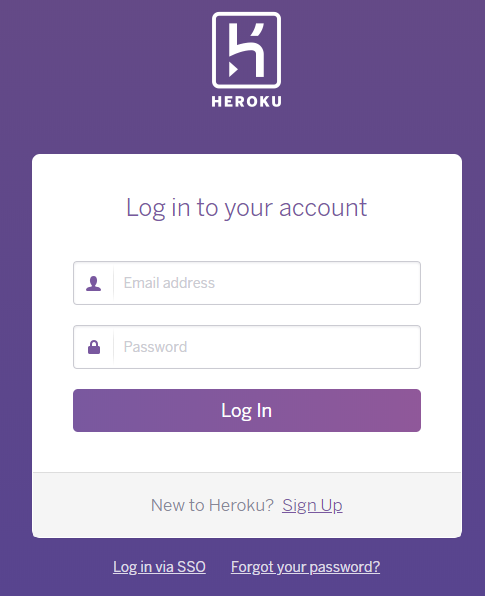 HEROKU
Log in to your account
Email address
Password
Log In
New to Heroku? Sign Up
Log in via SSO Forgot your password?